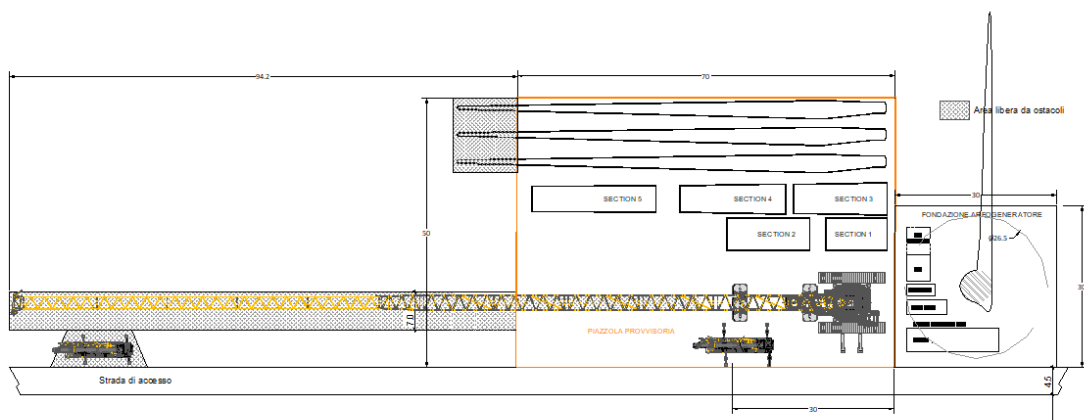 94.2
70
Area libera da ostacoli
30
SECTION 5
SECTION 4
SECTION 3
FONDAZIONE AEROGENERATORE
50
SECTION 2
SECTION 1
Ø26.5
30
7.0
PIAZZOLA PROVVISORIA
Strada di accesso
4.5
30